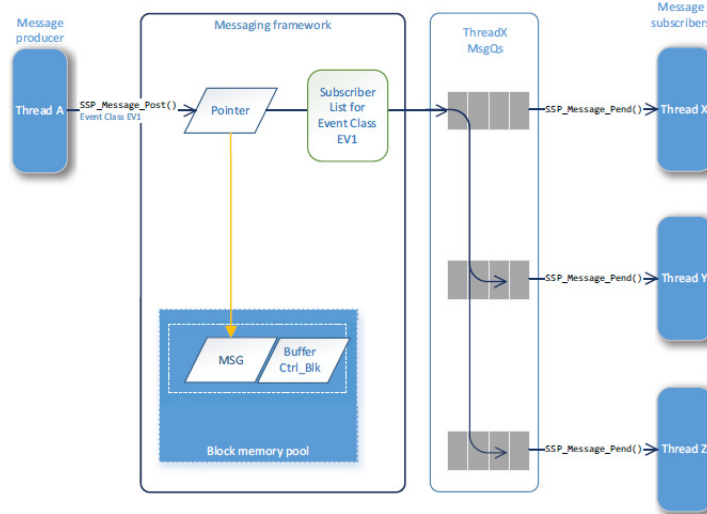 Message
producer
Messaging framework
ThreadX
MsgQs
Message
subscribers
Thread A
SSP_Message_Post()
Event Class EV1
Pointer
Subscriber
List for
Event Class
EV1
SSP_Message_Pend()
Thread X
SSP_Message_Pend()
Thread Y
MSG
Buffer
Ctrl_Blk
Block memory pool
SSP_Message_Pend()
Thread Z